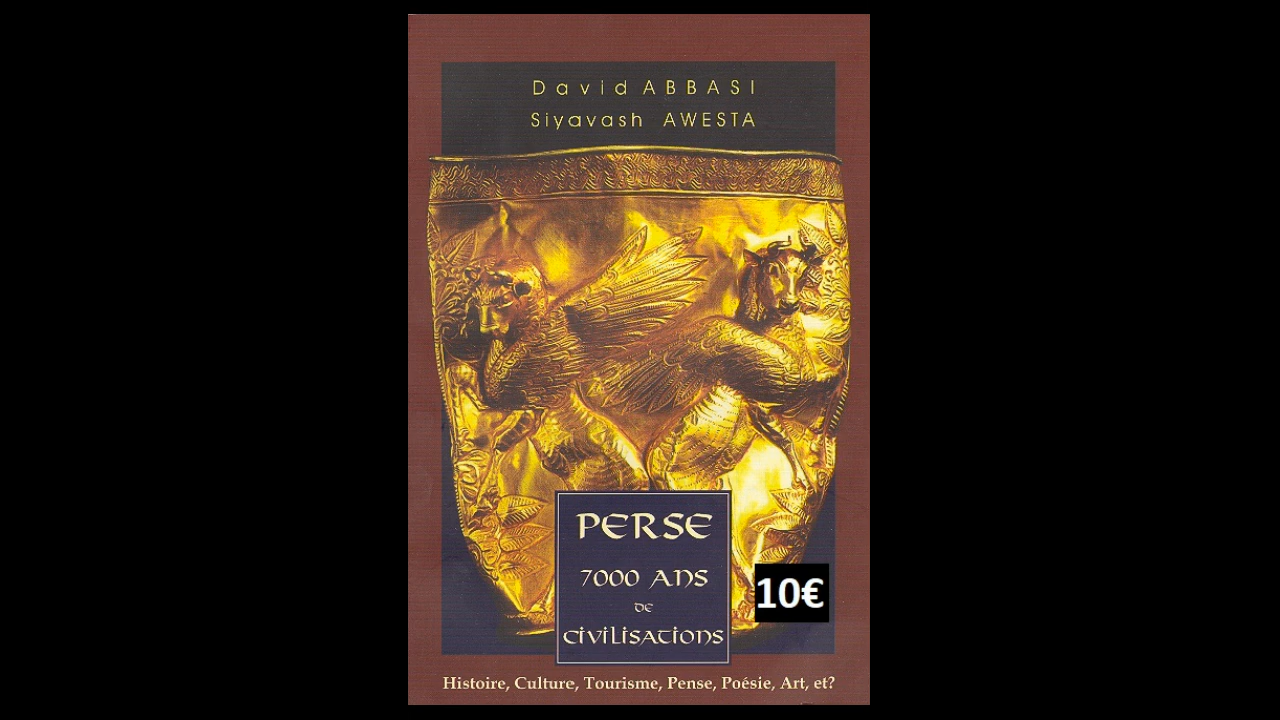 David ABBASI
Siyavash AWESTA
PERSE
7000 ANS
DE
CIVILISATIONS
10€
Histoire, Culture, Tourisme, Pense, Poésie, Art, et?